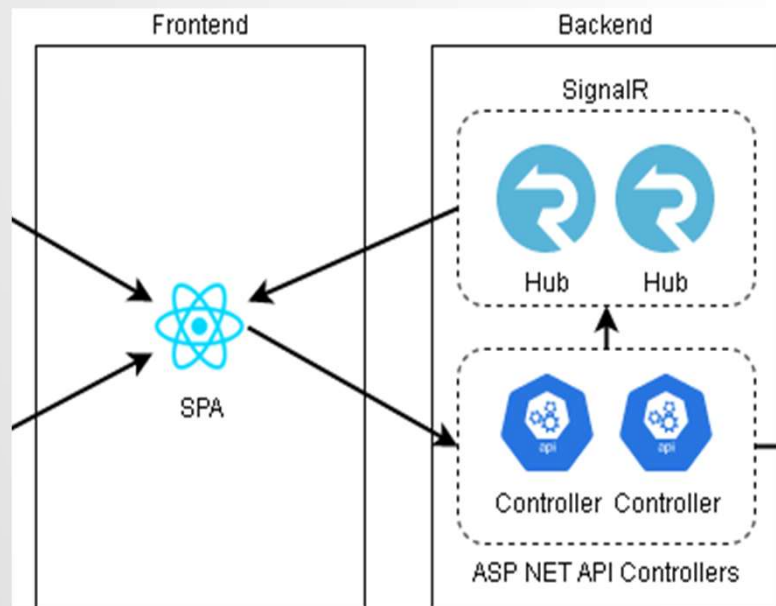 Frontend
Backend
SignalR
Hub
Hub
SPA
api
api
Controller
Controller
ASP NET API Controllers